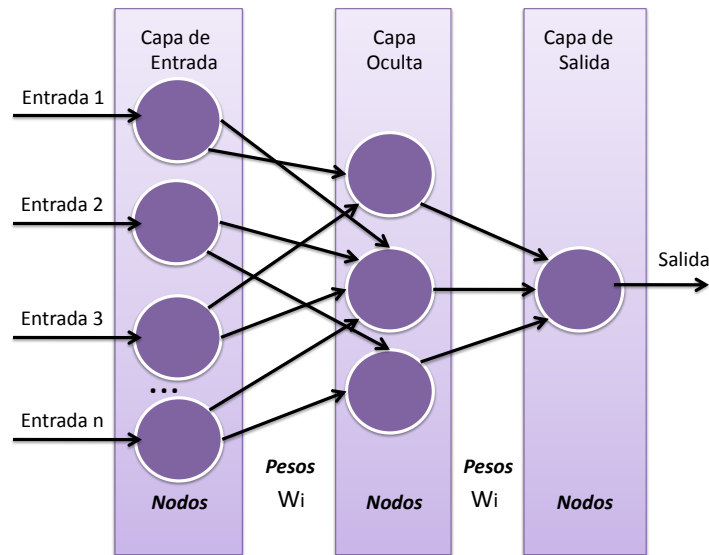 Capa de
Entrada
Capa
Oculta
Capa de
Salida
Entrada 1
Entrada 2
Entrada 3
...
Entrada n
Salida
Pesos
Wi
Pesos
Wi
Nodos
Nodos
Nodos